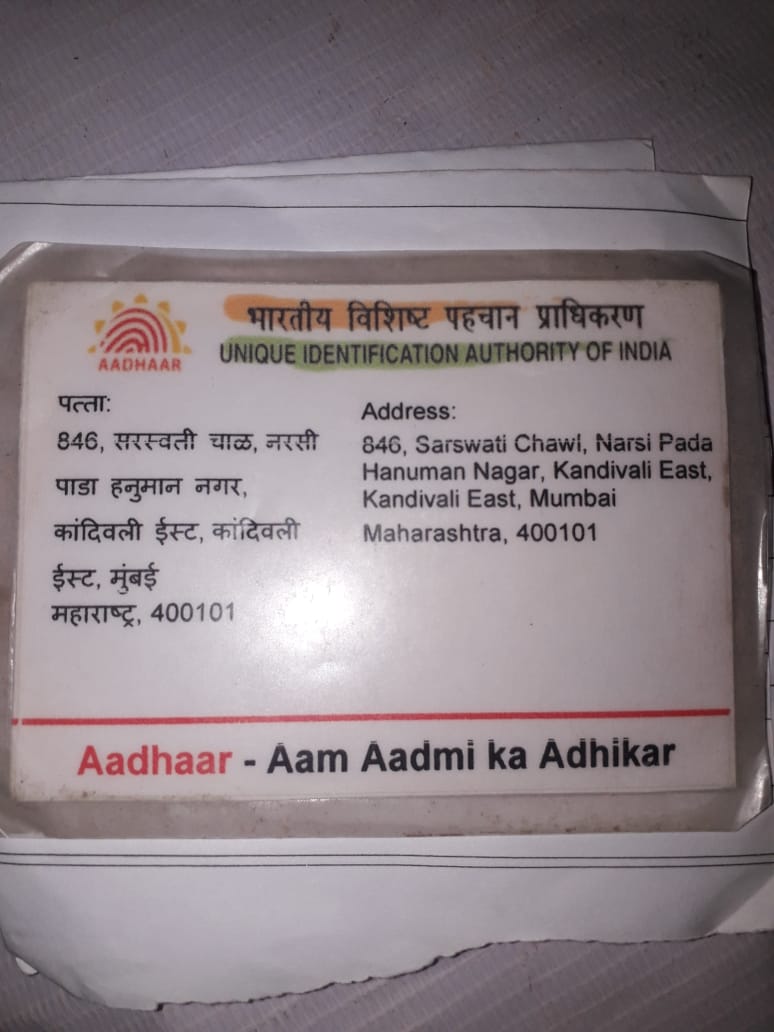 भारतीय विशिष्ट पहचान प्राधिकरण
AADHAAR
UNIQUE IDENTIFICATION AUTHORITY OF INDIA
पत्ता:
846, सरस्वती चाळ, नरसी
पाडा हनुमान नगर,
कांदिवली ईस्ट, कांदिवली
ईस्ट, मुंबई
महाराष्ट्र, 400101
Address:
846, Sarswati Chawl, Narsi Pada
Hanuman Nagar, Kandivali East,
Kandivali East, Mumbai
Maharashtra, 400101
Aadhaar - Aam Aadmi ka Adhikar